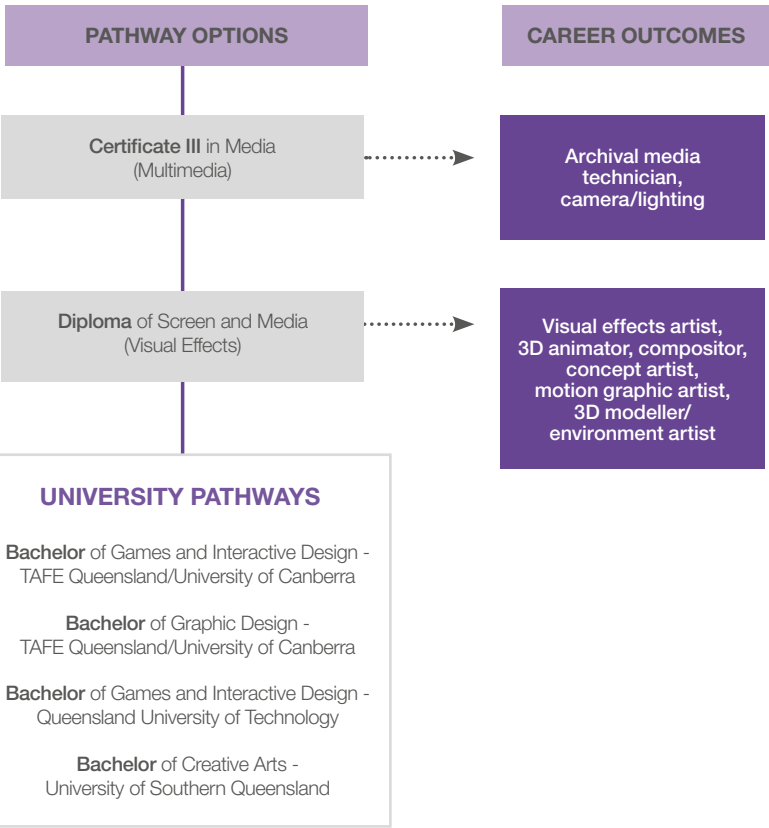 PATHWAY OPTIONS
CAREER OUTCOMES
Certificate III in Media
(Multimedia)
Archival media
technician,
camera/lighting
Diploma of Screen and Media
(Visual Effects)
Visual effects artist,
3D animator, compositor,
concept artist,
motion graphic artist,
3D modeller/
environment artist
UNIVERSITY PATHWAYS
Bachelor of Games and Interactive Design -
TAFE Queensland/University of Canberra
Bachelor of Graphic Design -
TAFE Queensland/University of Canberra
Bachelor of Games and Interactive Design -
Queensland University of Technology
Bachelor of Creative Arts -
University of Southern Queensland